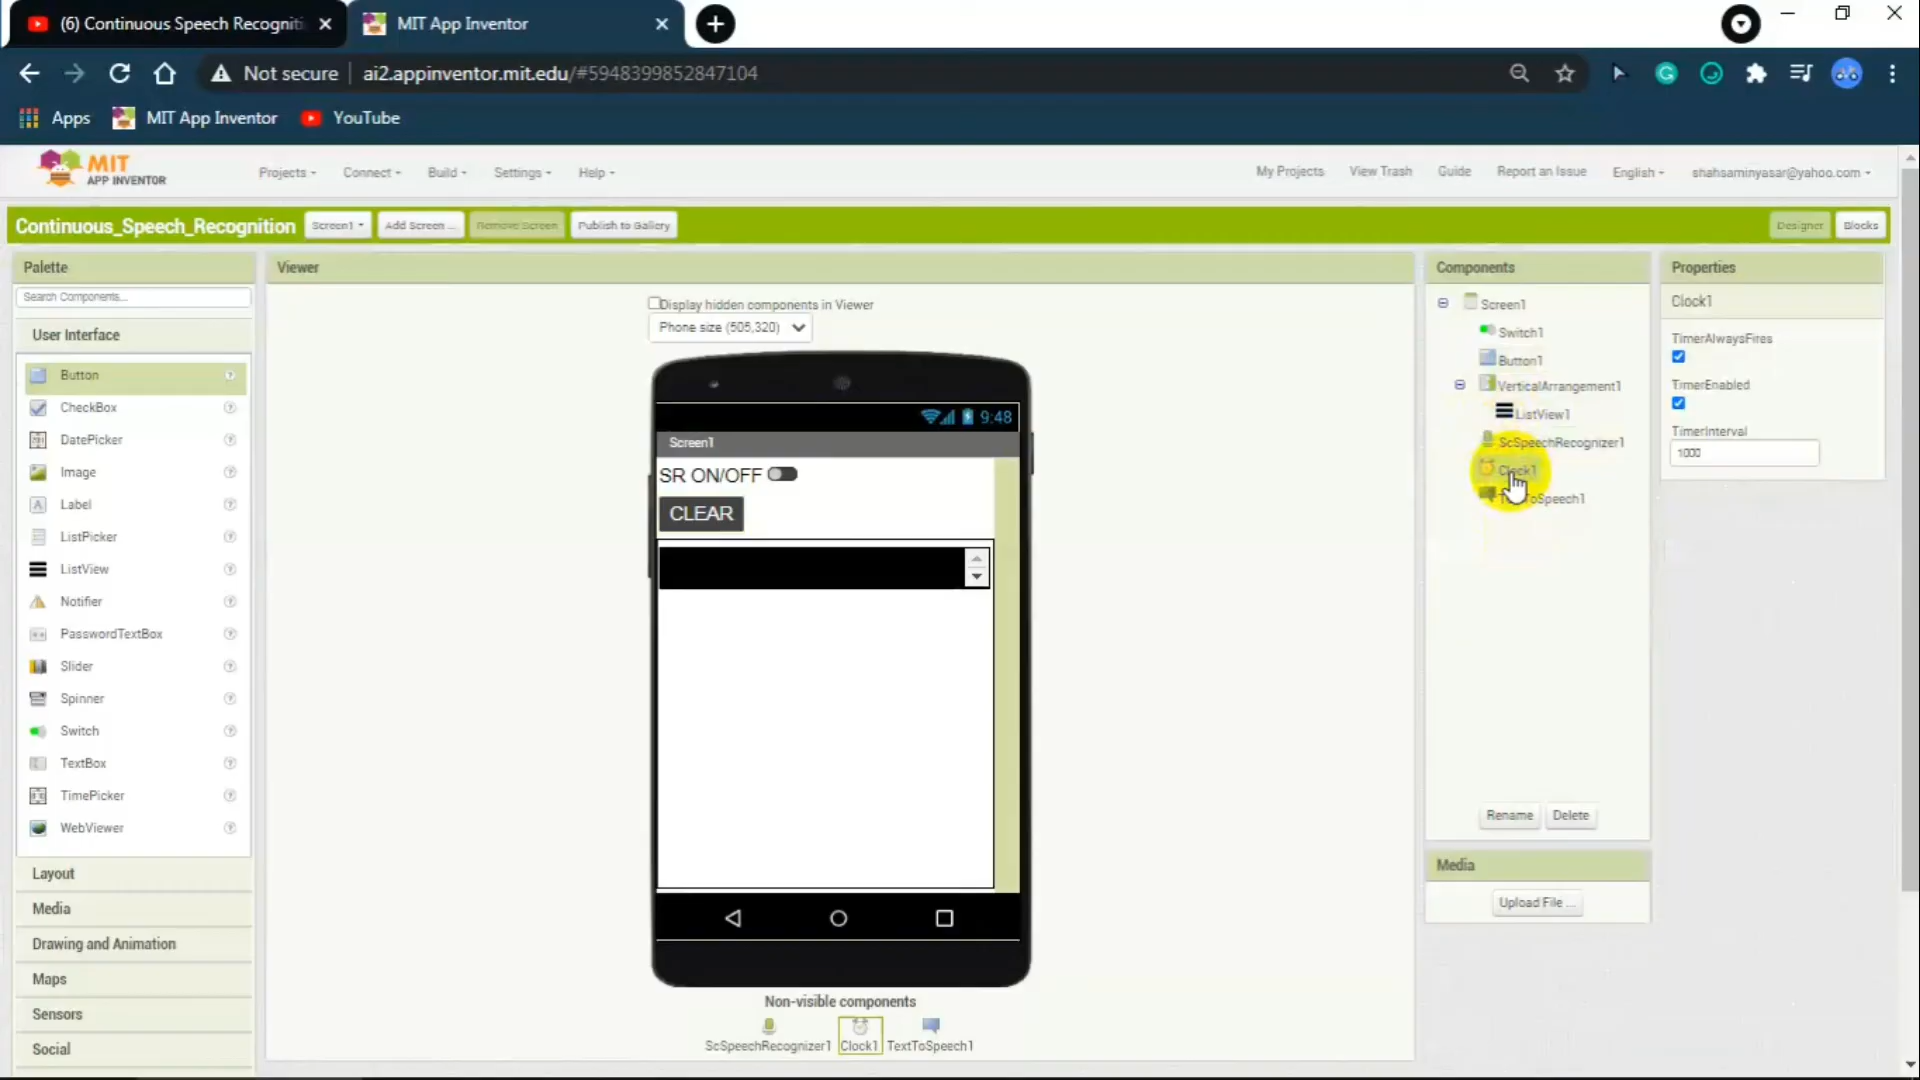 (6) Continuous Speech Recogniti
MIT App Inventor
Not secure
ai2.appinventor.mit.edu/#5948399852847104
Apps
MIT App Inventor
YouTube
MIT
APP INVENTOR
Projects
Connect
Build
Settings
Help
My Projects
View Trash
Guide
Report an Issue
English
shahsaminyasar@yahoo.com
Continuous_Speech_Recognition
Screen1
Add Screen ...
Remove Screen
Publish to Gallery
Designer
Blocks
Palette
Viewer
Components
Properties
Search Components...
User Interface
Button
CheckBox
DatePicker
Image
Label
ListPicker
ListView
Notifier
PasswordTextBox
Slider
Spinner
Switch
TextBox
TimePicker
WebViewer
Layout
Media
Drawing and Animation
Maps
Sensors
Social
Display hidden components in Viewer
Phone size (505,320)
9:48
Screen1
SR ON/OFF
CLEAR
Non-visible components
ScSpeechRecognizer1
Clock1
TextToSpeech1
Screen1
Switch1
Button1
VerticalArrangement1
ListView1
ScSpeechRecognizer1
Clock1
Rename
Delete
Media
Upload File ...
Clock1
TimerAlwaysFires
TimerEnabled
TimerInterval
1000